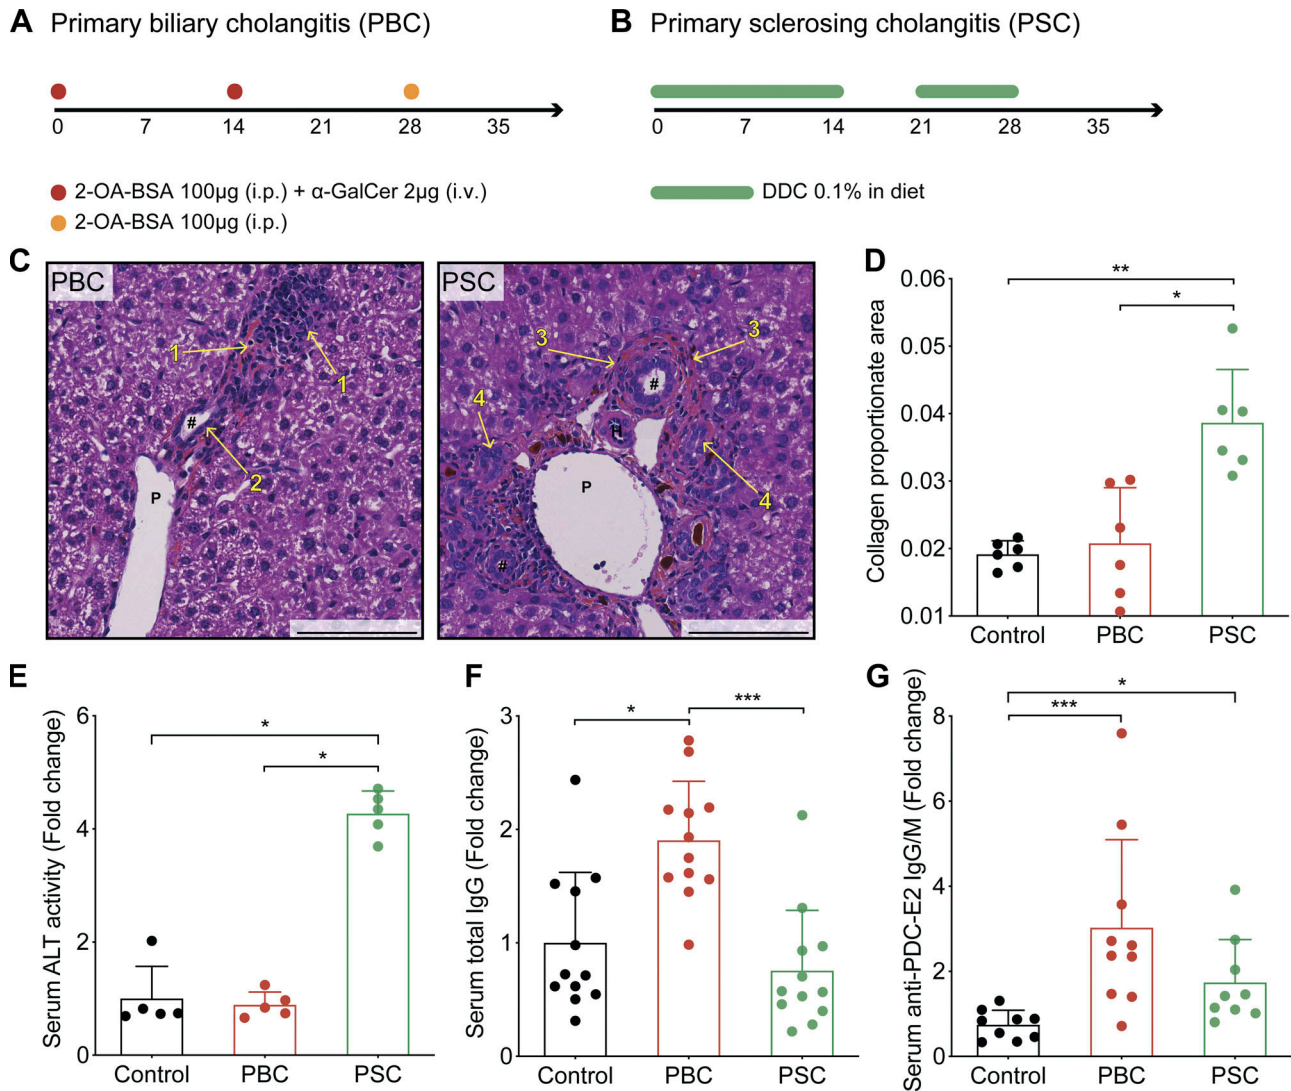 A Primary biliary cholangitis (PBC)
0 7 14 21 28 35
2-OA-BSA 100µg (i.p.) + α-GalCer 2µg (i.v.)
2-OA-BSA 100µg (i.p.)
B Primary sclerosing cholangitis (PSC)
0 7 14 21 28 35
DDC 0.1% in diet
C
PBC
1
1
#
2
P
PSC
3
3
#
4
H
P
4
#
D
Collagen proportionate area
0.06
0.05
0.04
0.03
0.02
0.01
**
*
Control PBC PSC
E
Serum ALT activity (Fold change)
6
4
2
0
*
*
Control PBC PSC
F
Serum total IgG (Fold change)
3
2
1
0
*
***
Control PBC PSC
G
Serum anti-PDC-E2 IgG/M (Fold change)
8
6
4
2
0
*
***
Control PBC PSC